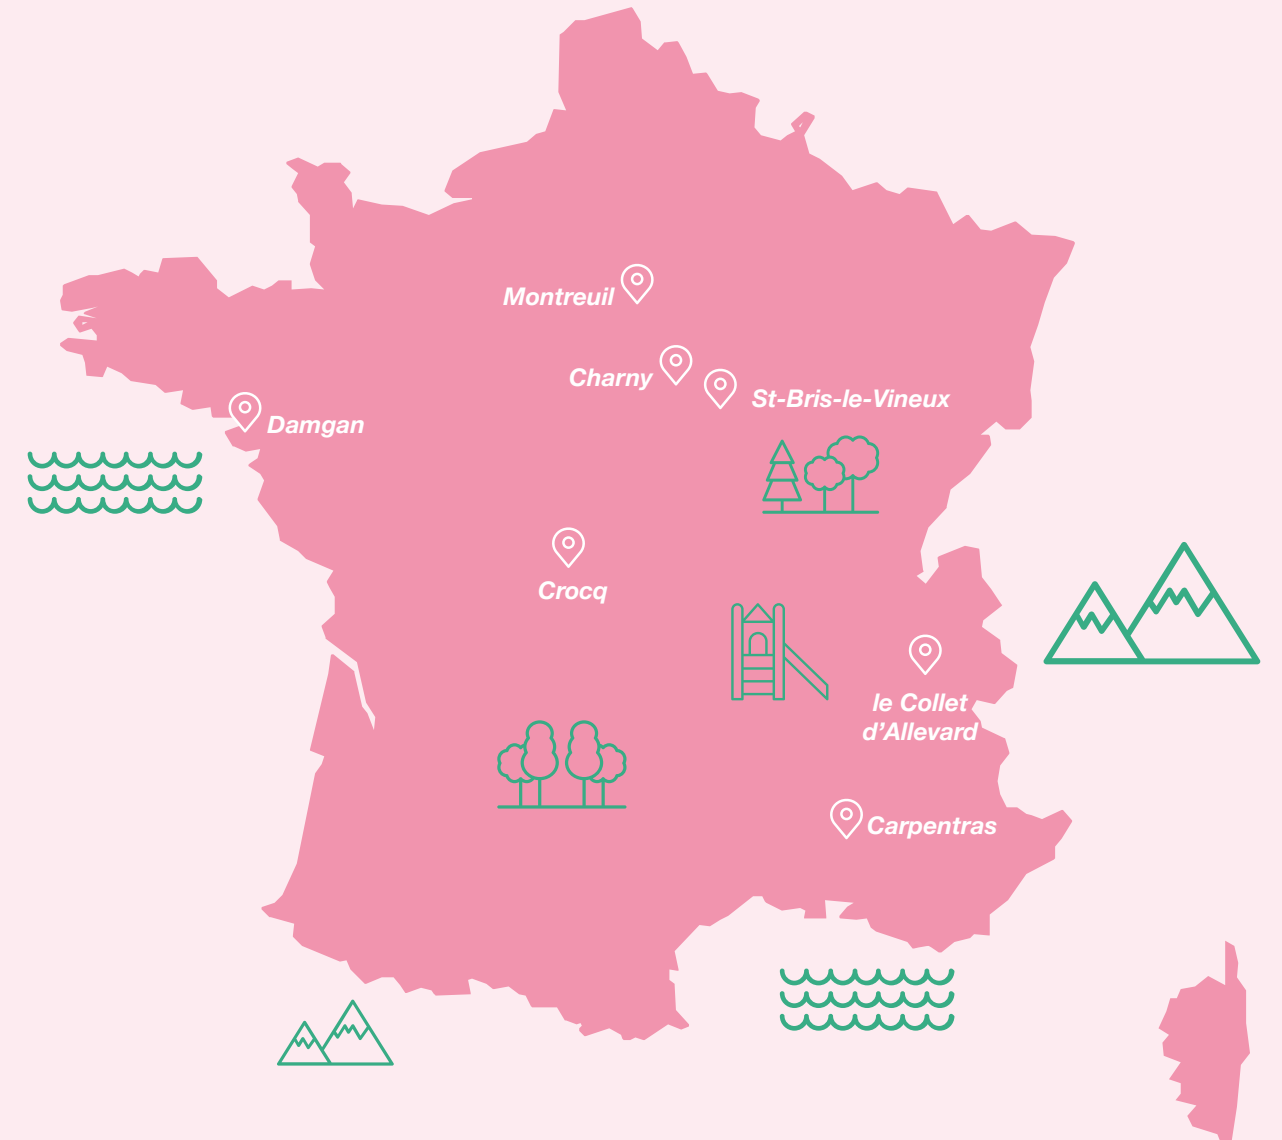 Montreuil
Charny
St-Bris-le-Vineux
Damgan
Crocq
le Collet
d’Allevard
Carpentras